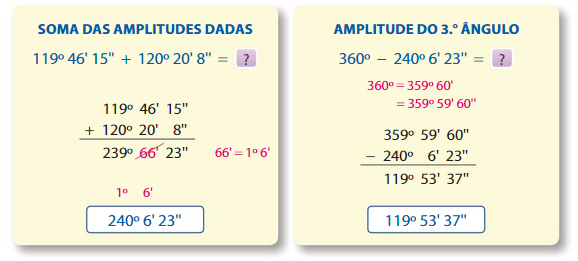 SOMA DAS AMPLITUDES DADAS
119º 46' 15'' + 120º 20' 8'' = ?
119º 46' 15''
+ 120º 20' 8''
239º 66' 23'' 66' = 1º 6'
1º 6'
240º 6' 23''
AMPLITUDE DO 3.º ÂNGULO
360º − 240º 6' 23'' = ?
360º = 359º 60'
= 359º 59' 60''
359º 59' 60''
− 240º 6' 23''
119º 53' 37''
119º 53' 37''